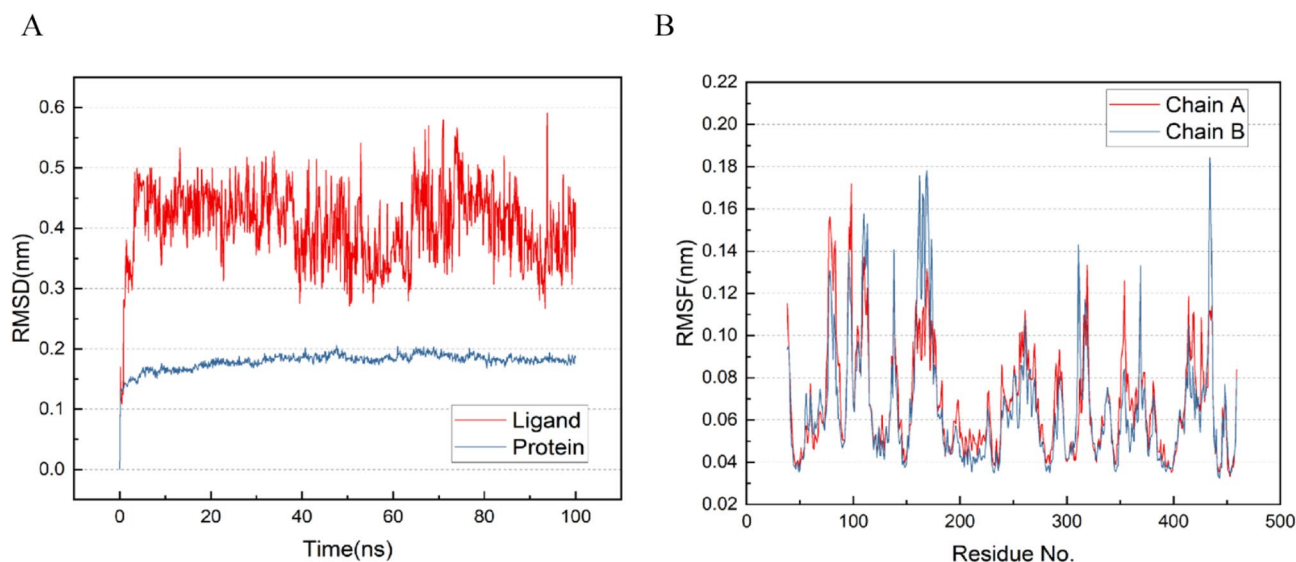 A
RMSD(nm)
0.6
0.5
0.4
0.3
0.2
0.1
0.0
Ligand
Protein
0 20 40 60 80 100
Time(ns)
B
RMSF(nm)
0.22
0.20
0.18
0.16
0.14
0.12
0.10
0.08
0.06
0.04
0.02
Chain A
Chain B
0 100 200 300 400 500
Residue No.